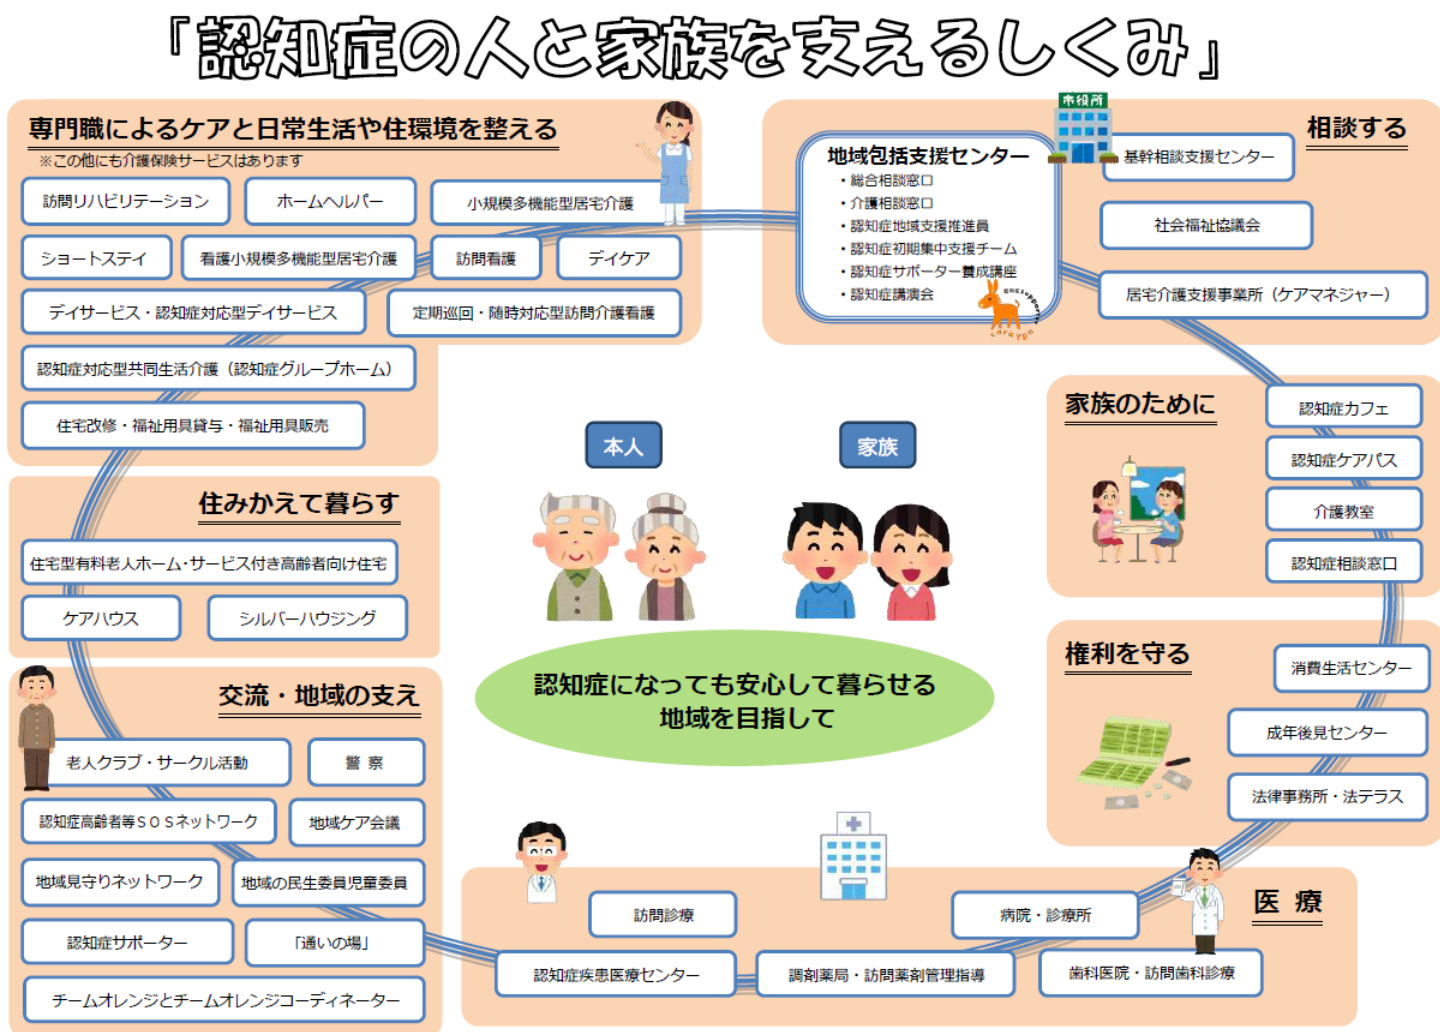 「認知症の人と家族を支えるしくみ」
専門職によるケアと日常生活や住環境を整える
※この他にも介護保険サービスはあります
訪問リハビリテーション
ホームヘルパー
小規模多機能型居宅介護
ショートステイ
看護小規模多機能型居宅介護
訪問看護
デイケア
デイサービス・認知症対応型デイサービス
定期巡回・随時対応型訪問介護看護
認知症対応型共同生活介護（認知症グループホーム）
住宅改修・福祉用具貸与・福祉用具販売
市役所
相談する
地域包括支援センター
・総合相談窓口
・介護相談窓口
・認知症地域支援推進員
・認知症初期集中支援チーム
・認知症サポーター養成講座
・認知症講演会
基幹相談支援センター
社会福祉協議会
居宅介護支援事業所（ケアマネジャー）
家族のために
認知症カフェ
認知症ケアパス
介護教室
認知症相談窓口
本人
家族
認知症になっても安心して暮らせる
地域を目指して
住みかえて暮らす
住宅型有料老人ホーム・サービス付き高齢者向け住宅
ケアハウス
シルバーハウジング
権利を守る
消費生活センター
成年後見センター
法律事務所・法テラス
交流・地域の支え
老人クラブ・サークル活動
警 察
認知症高齢者等ＳＯＳネットワーク
地域ケア会議
地域見守りネットワーク
地域の民生委員児童委員
認知症サポーター
「通いの場」
チームオレンジとチームオレンジコーディネーター
医 療
訪問診療
病院・診療所
認知症疾患医療センター
調剤薬局・訪問薬剤管理指導
歯科医院・訪問歯科診療